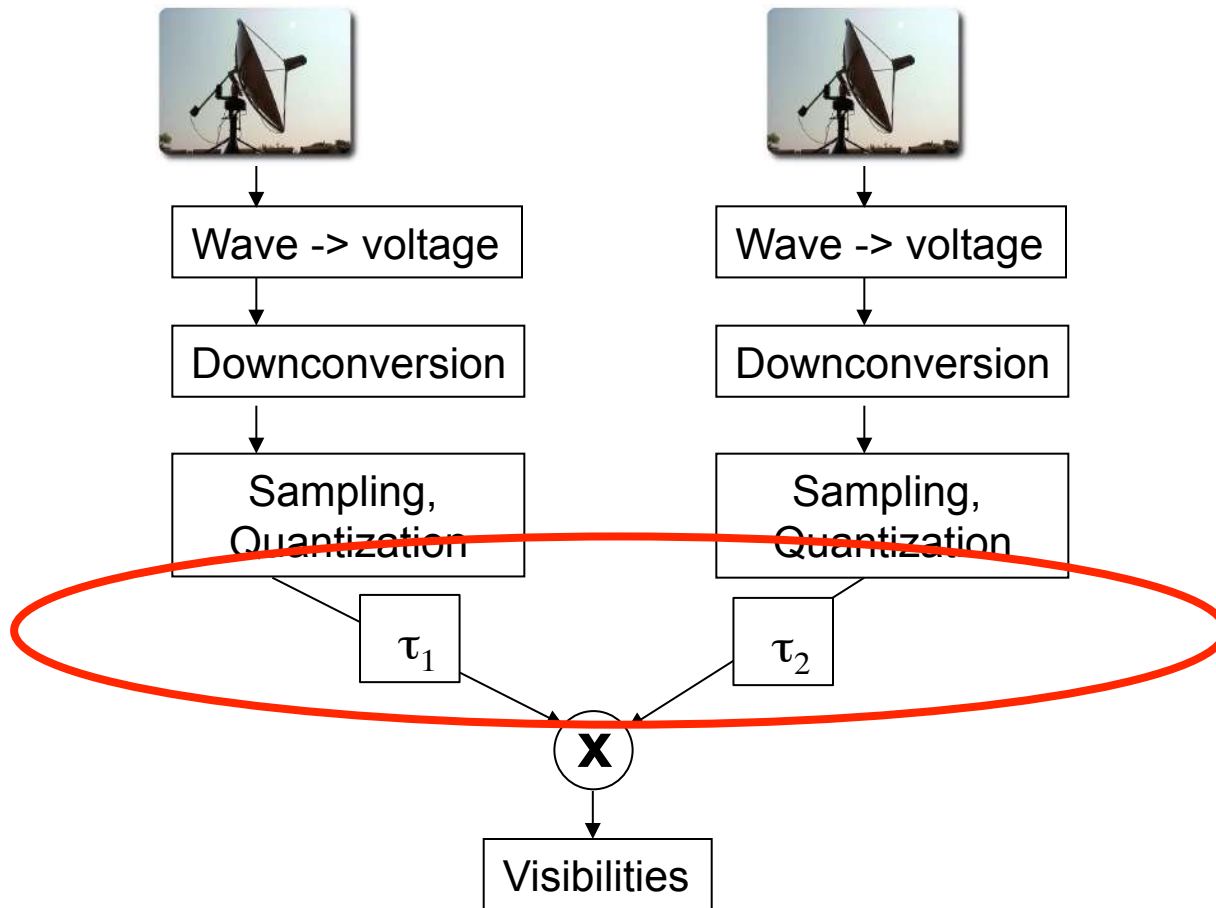 Wave -> voltage
Wave -> voltage
Downconversion
Downconversion
Sampling,
Quantization
Sampling,
Quantization
τ1
τ2
X
Visibilities